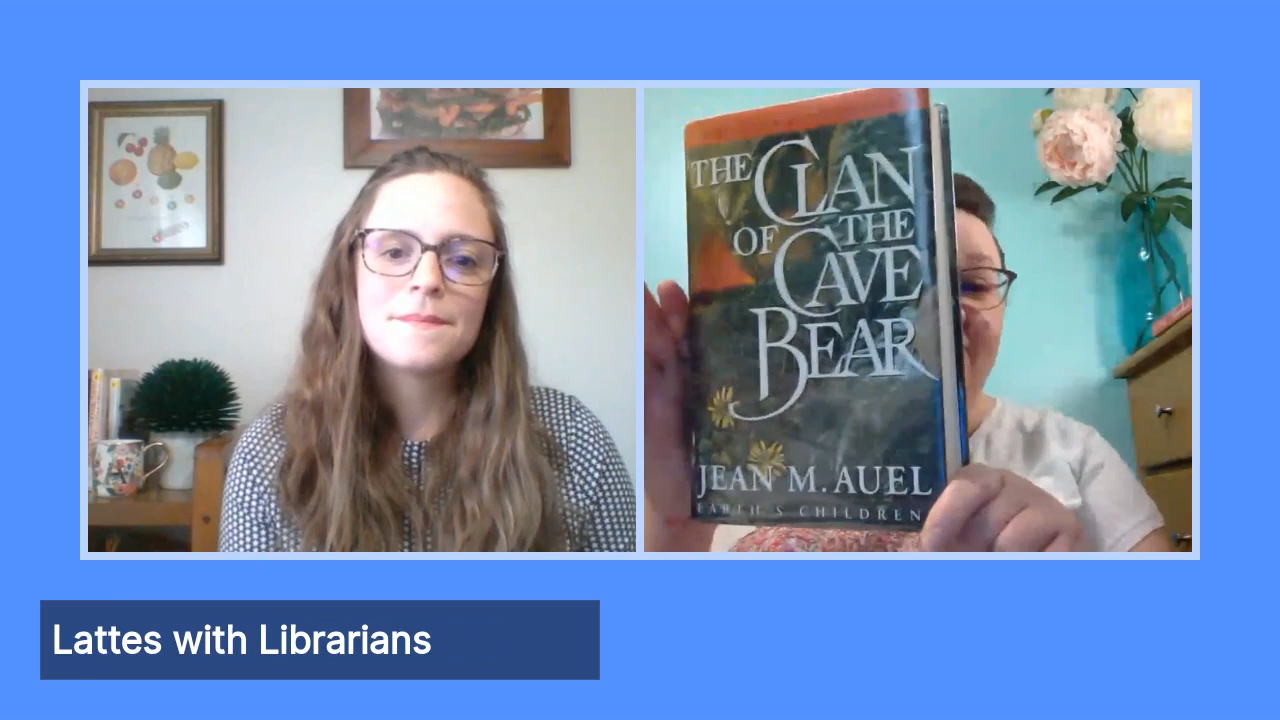 THE CLAN
OF THE
CAVE
BEAR
JEAN M. AUEL
EARTH'S CHILDREN
Lattes with Librarians